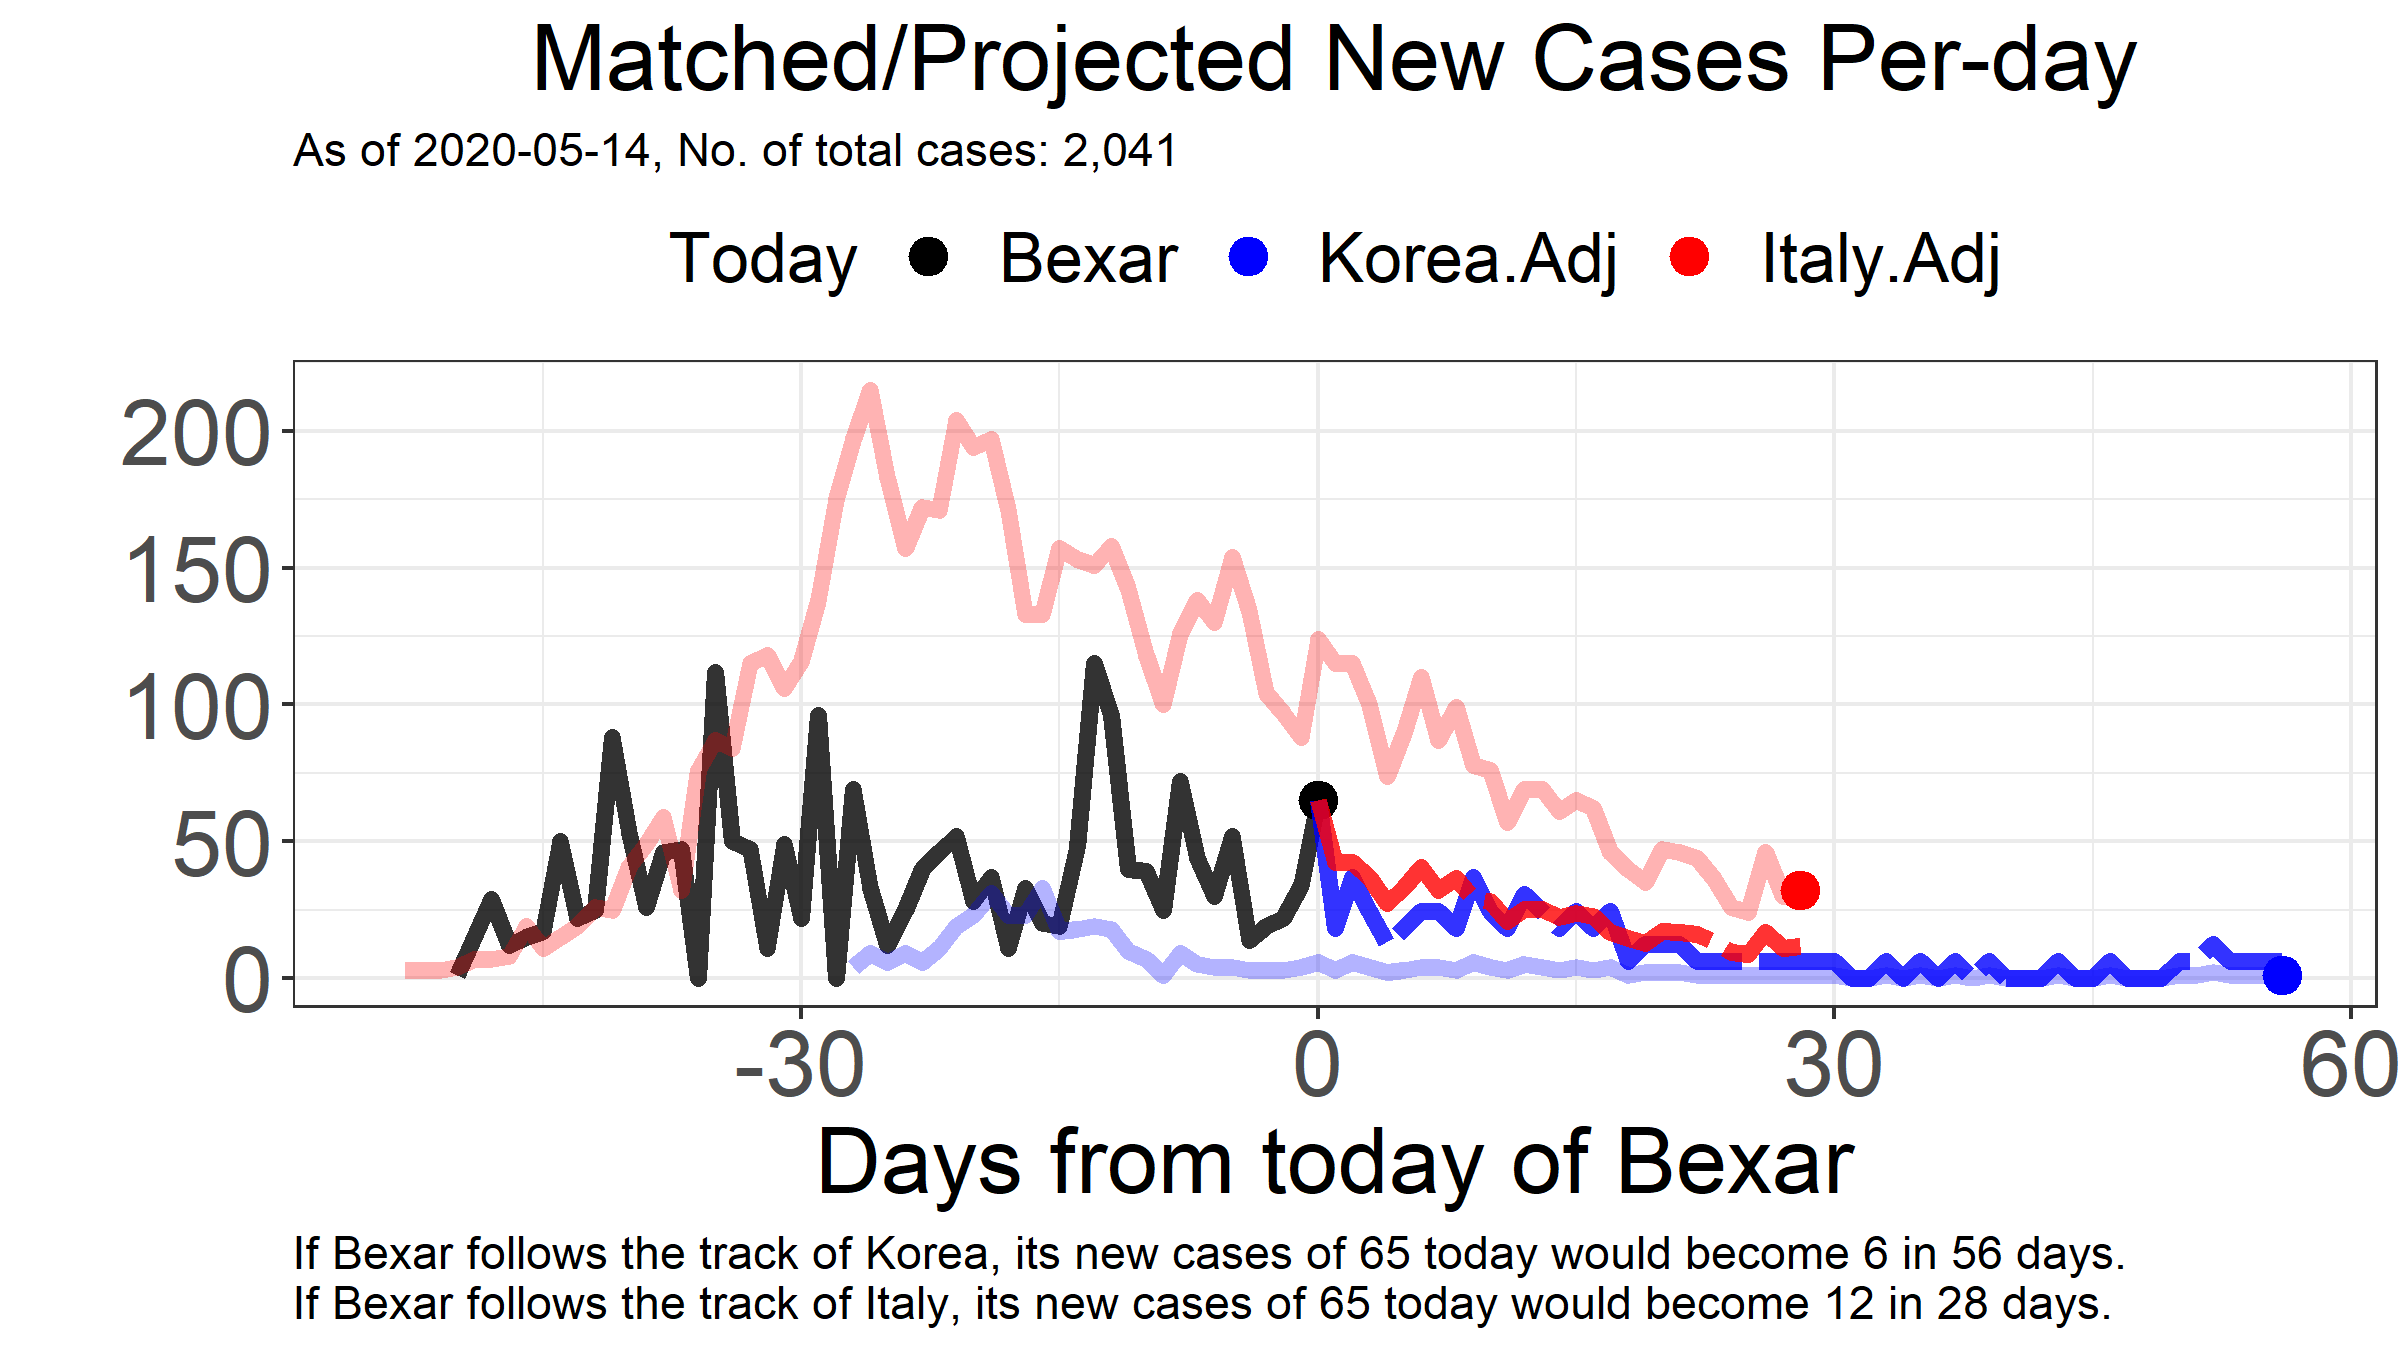 Matched/Projected New Cases Per-day
As of 2020-05-14, No. of total cases: 2,041
Today Bexar Korea.Adj Italy.Adj
200
150
100
50
0
-30 0 30 60
Days from today of Bexar
If Bexar follows the track of Korea, its new cases of 65 today would become 6 in 56 days.
If Bexar follows the track of Italy, its new cases of 65 today would become 12 in 28 days.